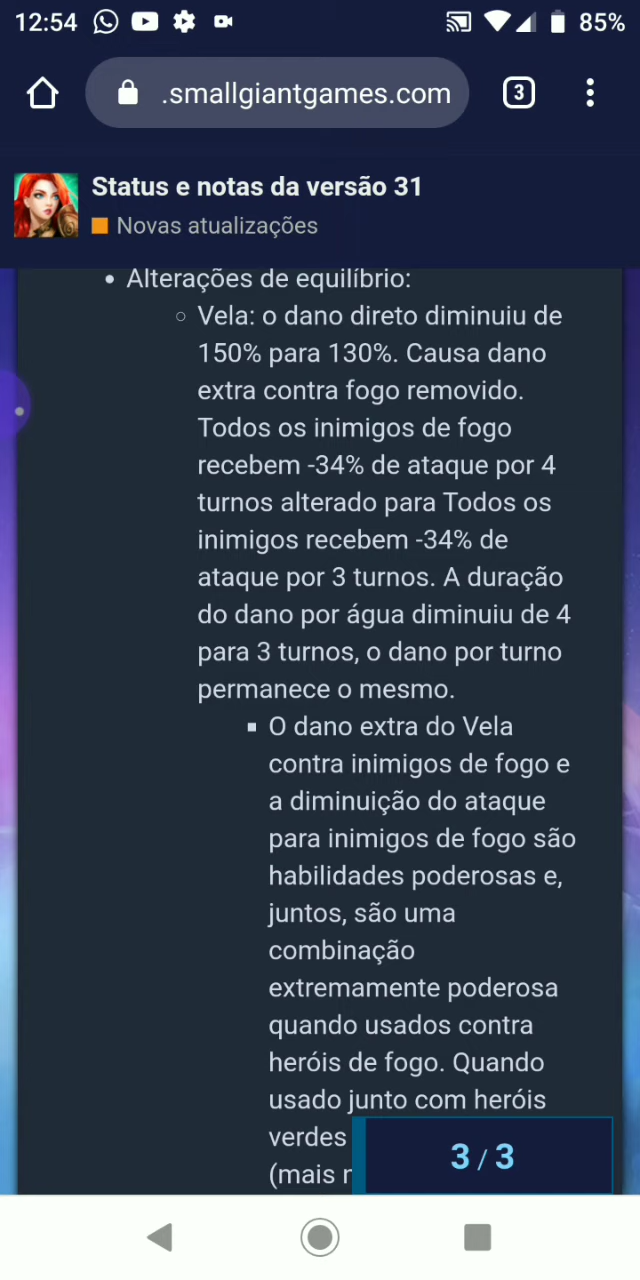 12:54
85%
.smallgiantgames.com
3
Status e notas da versão 31
Novas atualizações
• Alterações de equilíbrio:
○ Vela: o dano direto diminuiu de
150% para 130%. Causa dano
extra contra fogo removido.
Todos os inimigos de fogo
recebem -34% de ataque por 4
turnos alterado para Todos os
inimigos recebem -34% de
ataque por 3 turnos. A duração
do dano por água diminuiu de 4
para 3 turnos, o dano por turno
permanece o mesmo.
▪ O dano extra do Vela
contra inimigos de fogo e
a diminuição do ataque
para inimigos de fogo são
habilidades poderosas e,
juntos, são uma
combinação
extremamente poderosa
quando usados contra
heróis de fogo. Quando
usado junto com heróis
verdes
(mais
3 / 3